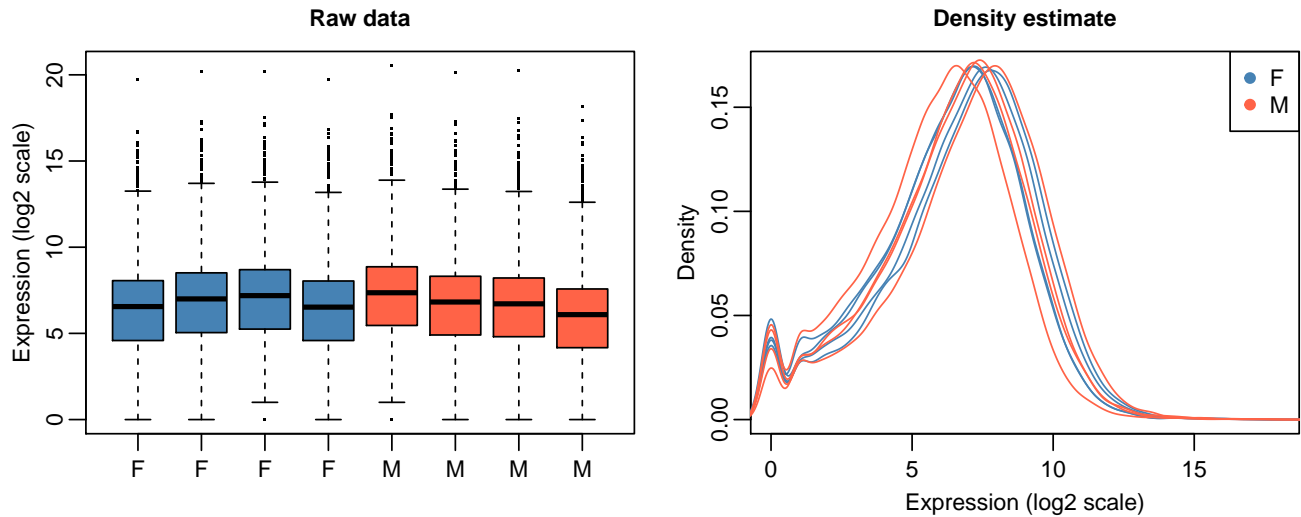 Raw data
Expression (log2 scale)
20
15
10
5
0
F F F F M M M M
Density estimate
Density
0.15
0.10
0.05
0.00
0 5 10 15
Expression (log2 scale)
F
M